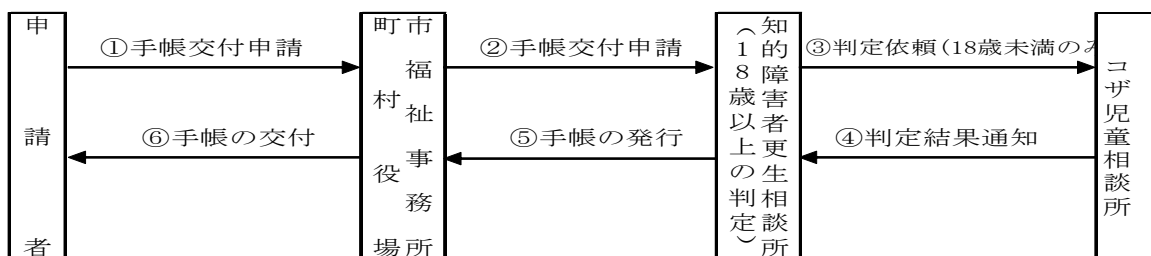 申請者
①手帳交付申請
⑥手帳の交付
市福祉事務所
町村役場
②手帳交付申請
⑤手帳の発行
知的障害者更生相談所
（18歳以上の判定）
③判定依頼（18歳未満のみ
④判定結果通知
コザ児童相談所